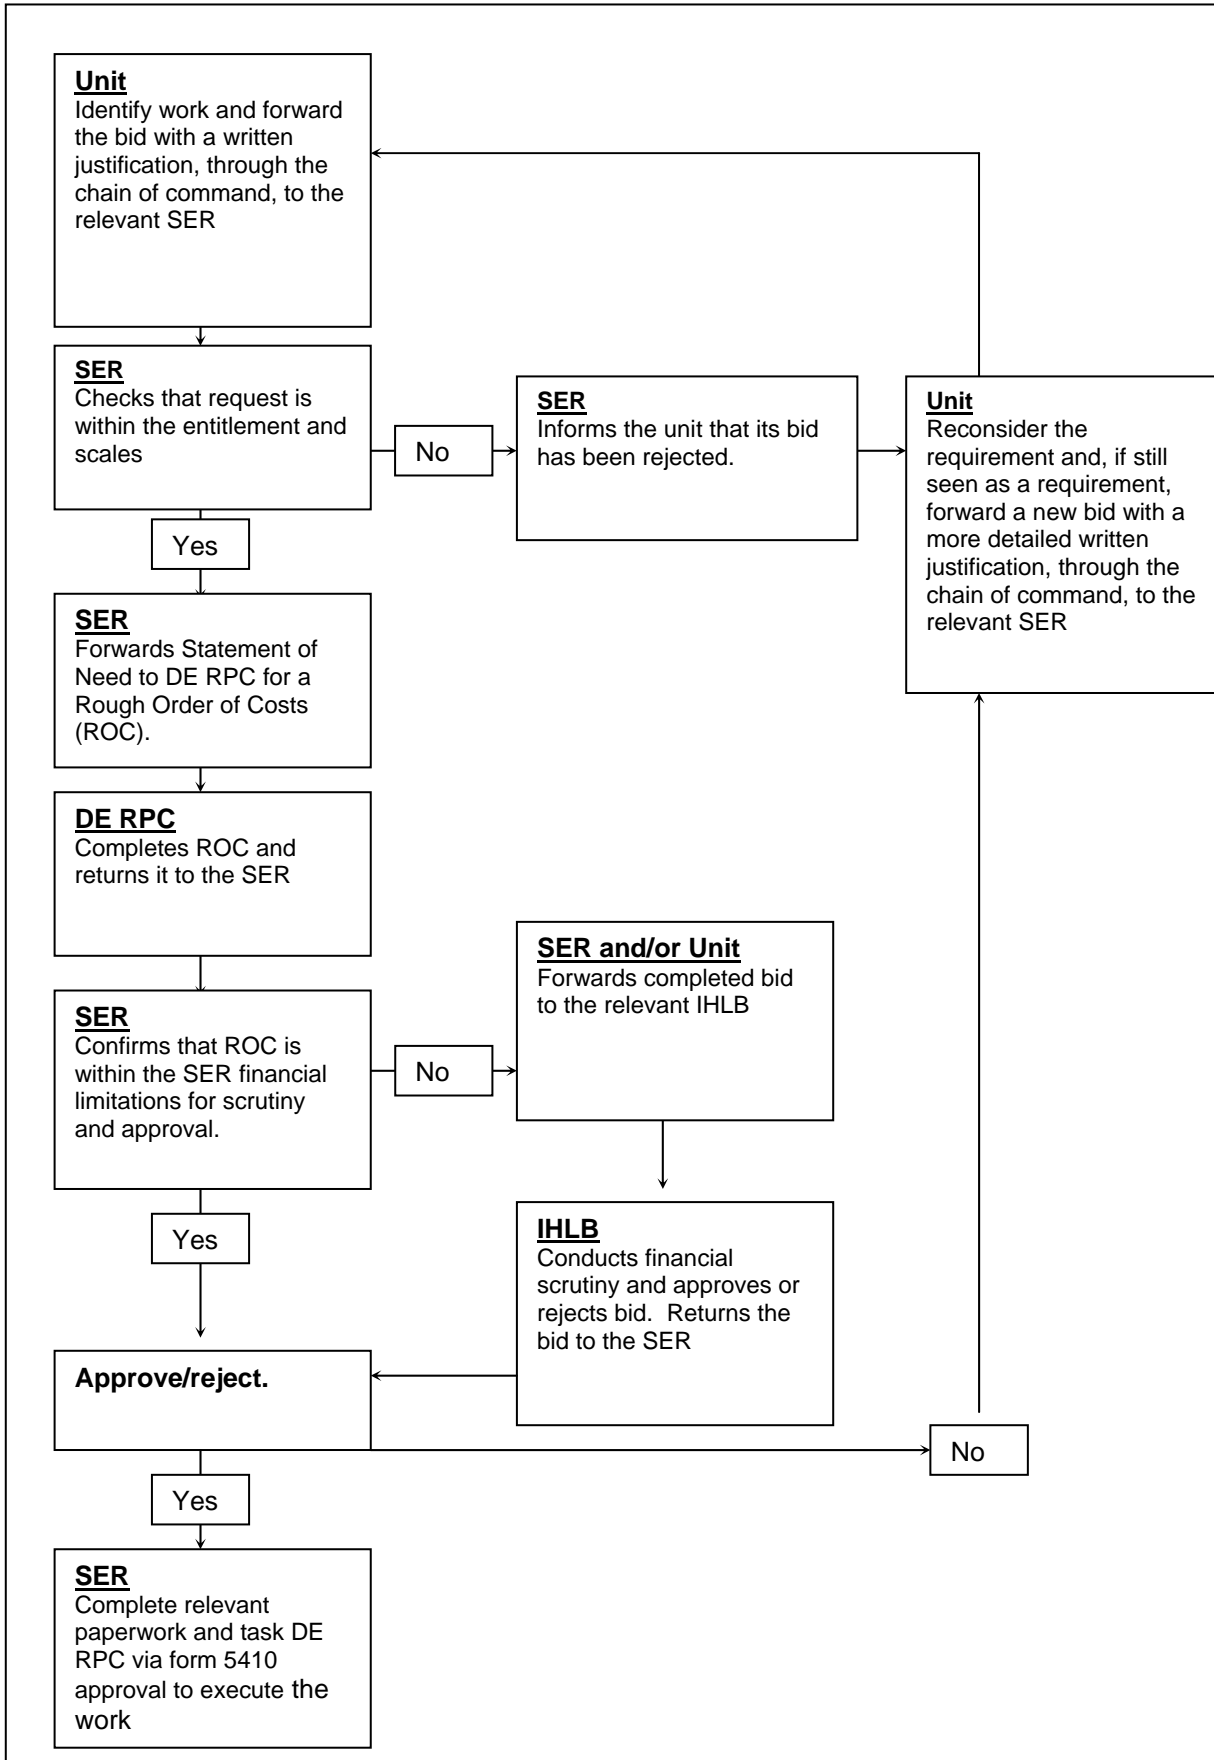 Unit
Identify work and forward
the bid with a written
justification, through the
chain of command, to the
relevant SER
SER
Checks that request is
within the entitlement and
scales
No
SER
Informs the unit that its bid
has been rejected.
Unit
Reconsider the
requirement and, if still
seen as a requirement,
forward a new bid with a
more detailed written
justification, through the
chain of command, to the
relevant SER
Yes
SER
Forwards Statement of
Need to DE RPC for a
Rough Order of Costs
(ROC).
DE RPC
Completes ROC and
returns it to the SER
SER
Confirms that ROC is
within the SER financial
limitations for scrutiny
and approval.
No
SER and/or Unit
Forwards completed bid
to the relevant IHLB
Yes
IHLB
Conducts financial
scrutiny and approves or
rejects bid.  Returns the
bid to the SER
Approve/reject.
No
Yes
SER
Complete relevant
paperwork and task DE
RPC via form 5410
approval to execute the
work